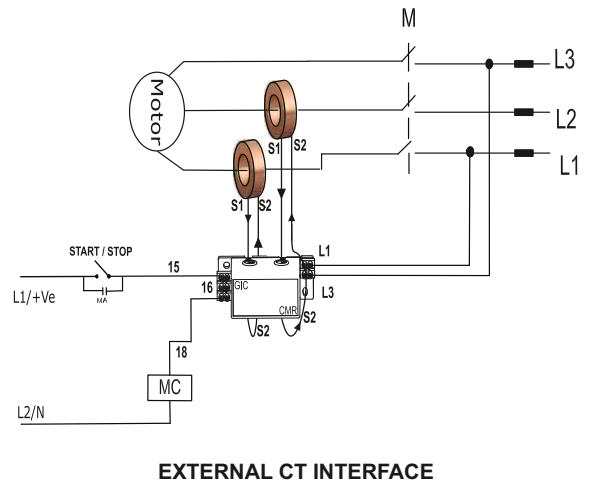 M
L3
Motor
L2
S1 S2
L1
S1 S2
START / STOP
15
L1
L1/+Ve
MA
16
GIC
L3
CMR
S2
S2
18
MC
L2/N
EXTERNAL CT INTERFACE